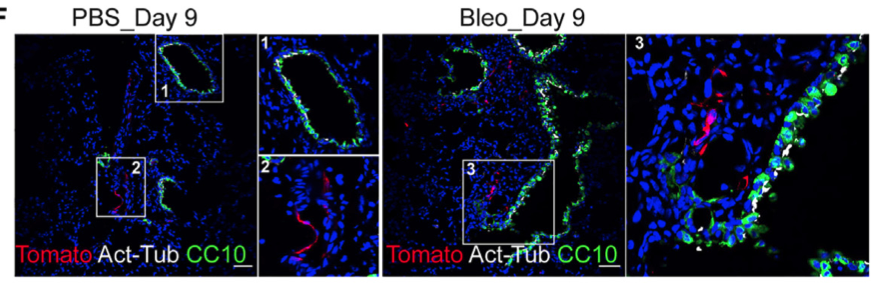 F
PBS_Day 9
Bleo_Day 9
1
1
2
2
3
3
Tomato Act-Tub CC10
Tomato Act-Tub CC10